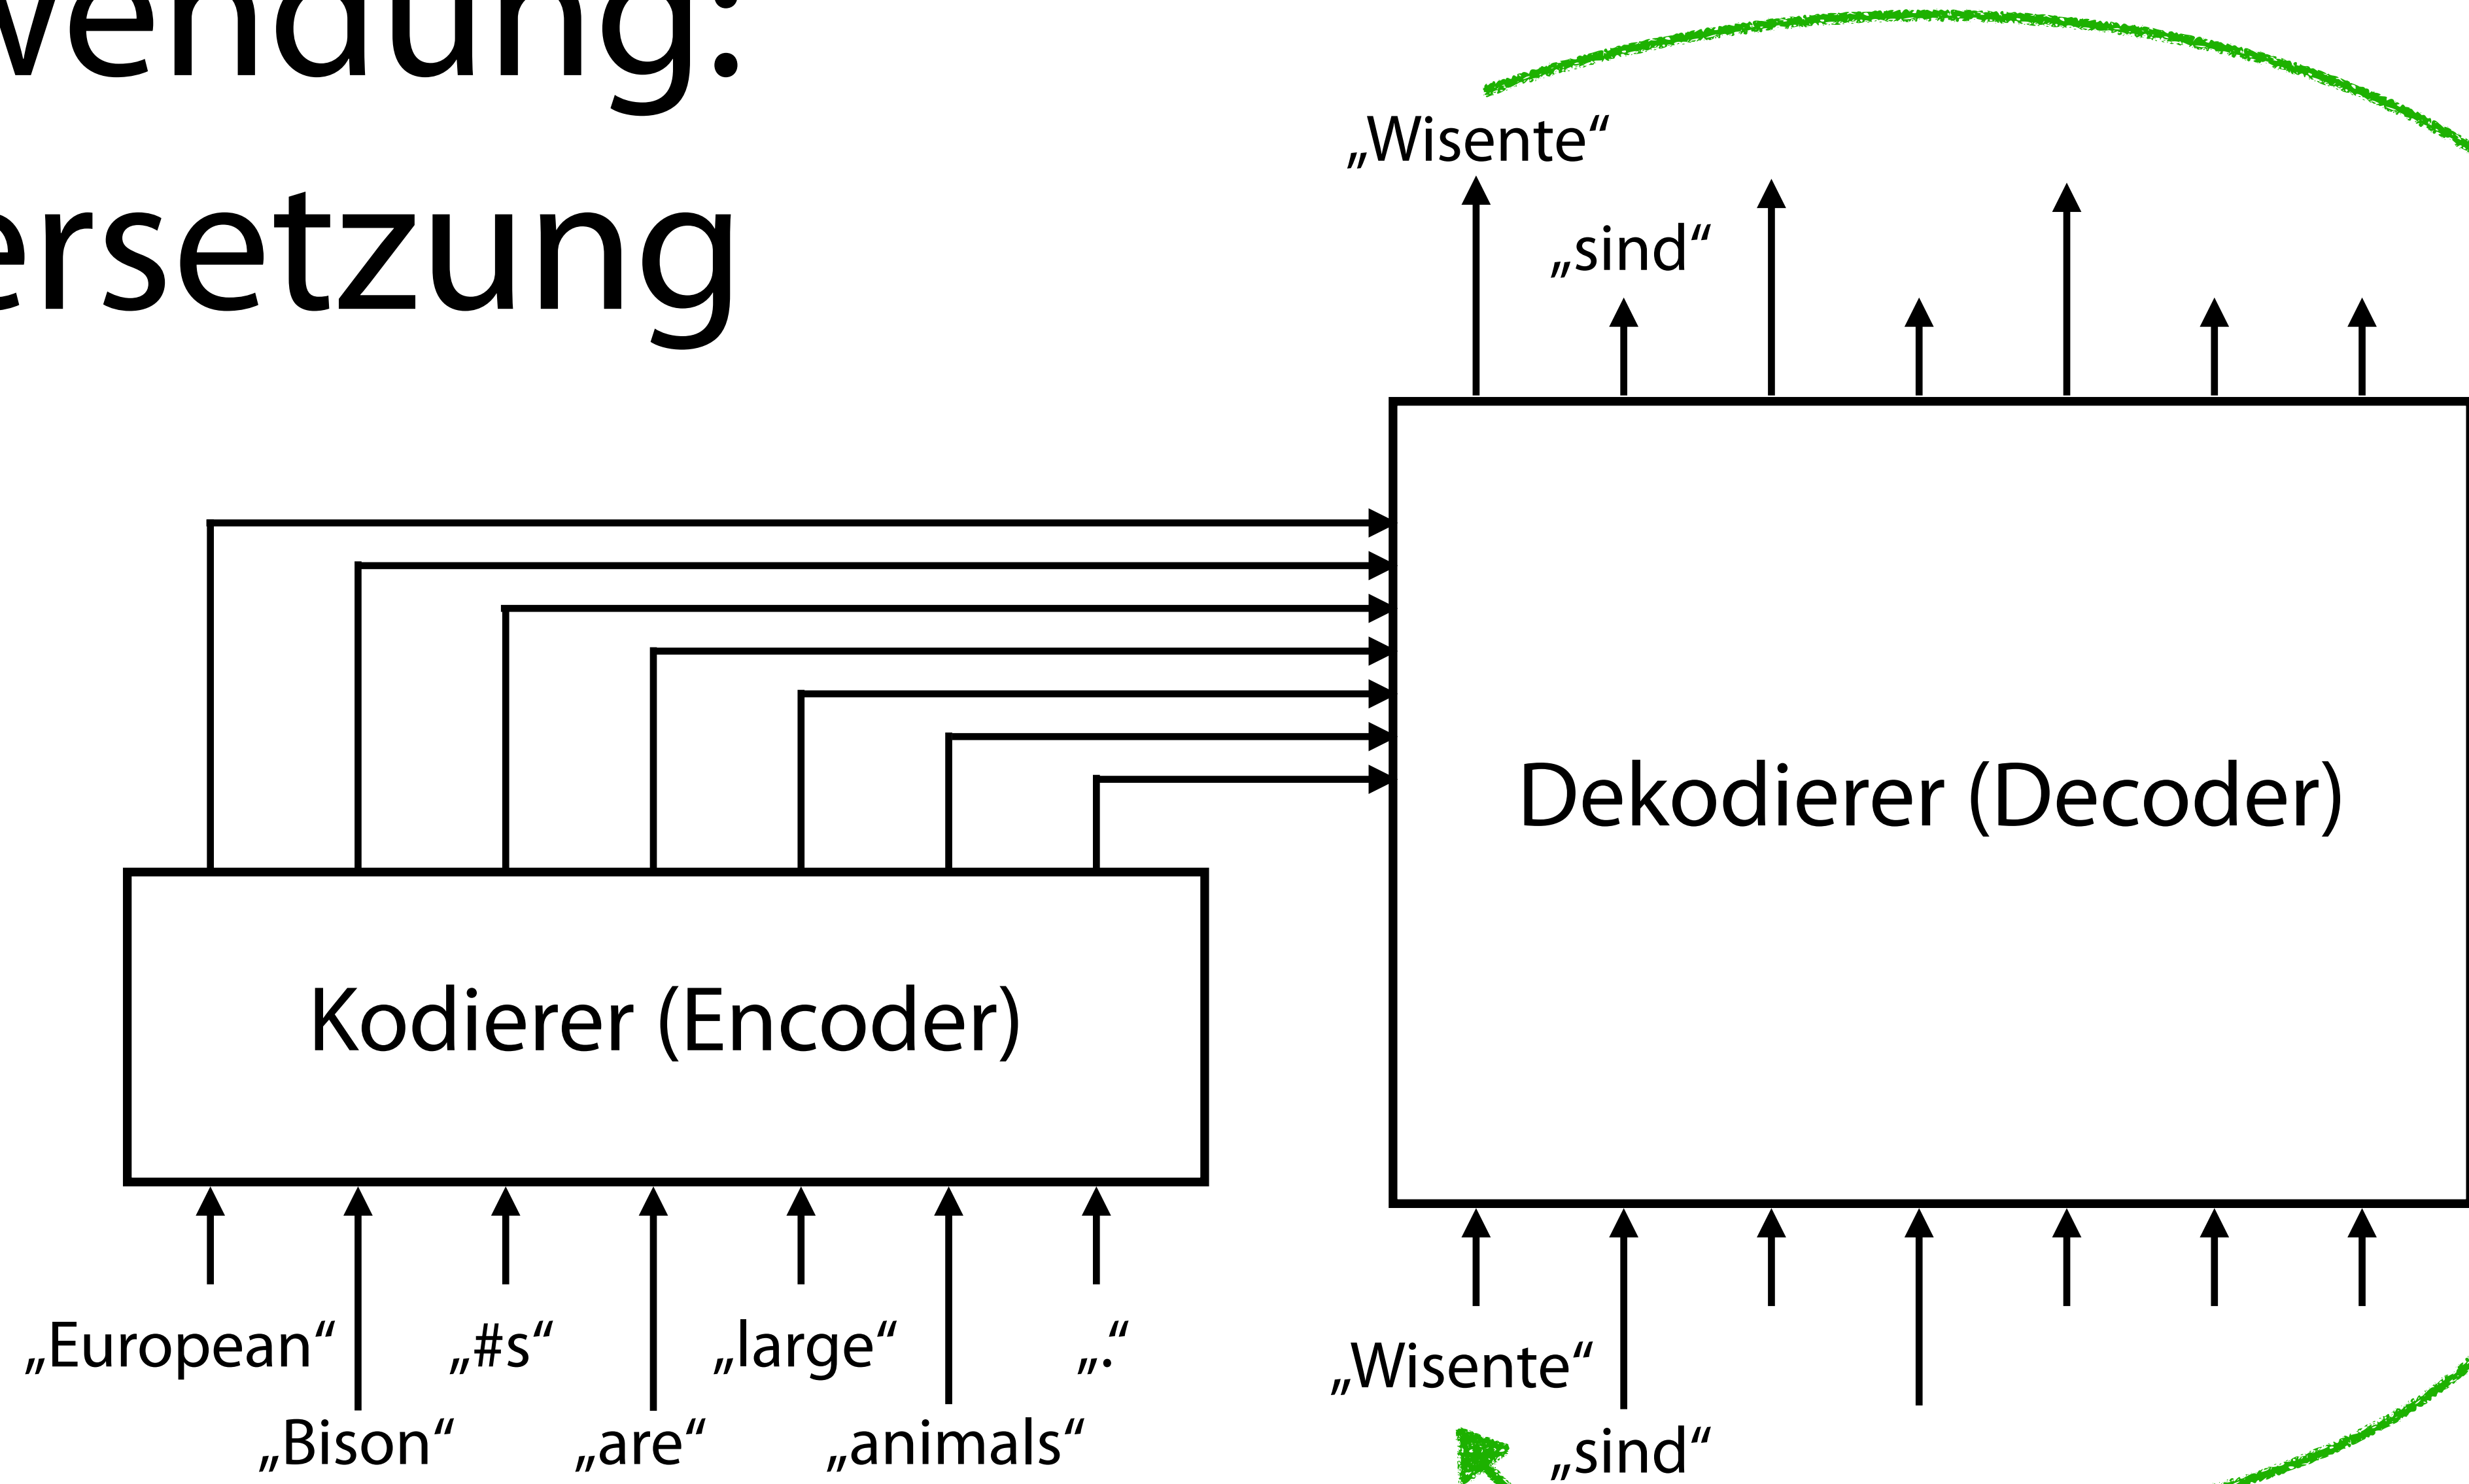 wendung:
ersetzung
„Wisente“
„sind“
Dekodierer (Decoder)
Kodierer (Encoder)
„European“ „#s“ „large“ „.“
„Bison“ „are“ „animals“
„Wisente“
„sind“